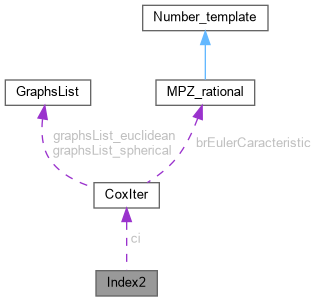 Number_template
GraphsList
MPZ_rational
graphsList_euclidean
graphsList_spherical
brEulerCaracteristic
CoxIter
ci
Index2